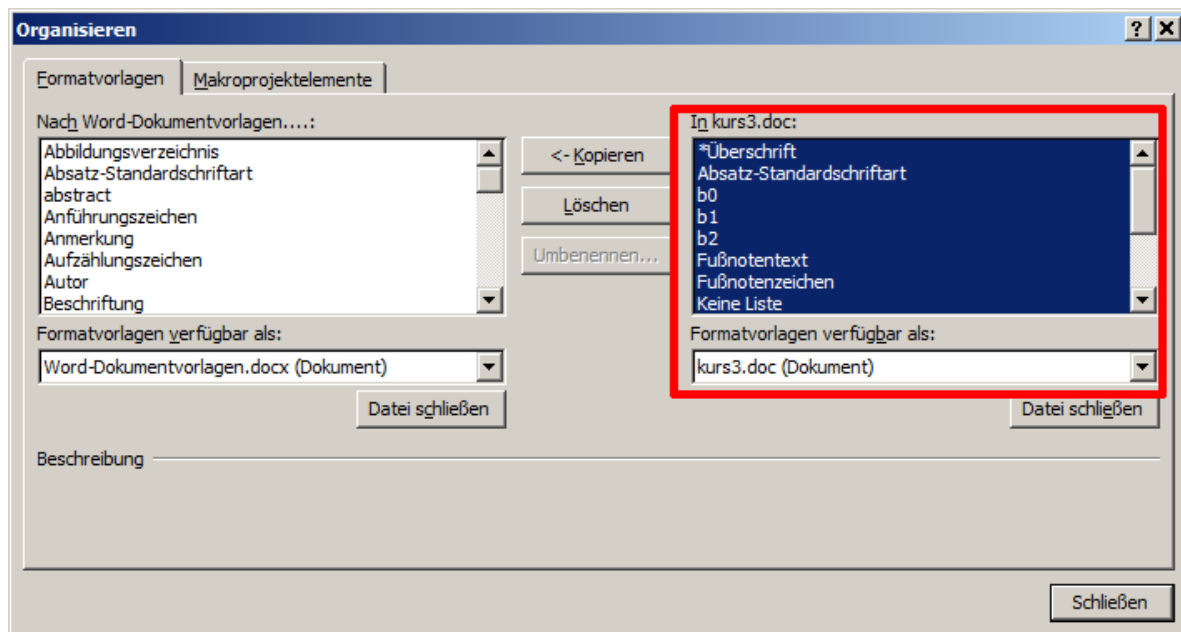 Organisieren
Formatvorlagen
Makroprojektelemente
Nach Word-Dokumentvorlagen....:
Abbildungsverzeichnis
Absatz-Standardschriftart
abstract
Anführungszeichen
Anmerkung
Aufzählungszeichen
Autor
Beschriftung
Formatvorlagen verfügbar als:
Word-Dokumentvorlagen.docx (Dokument)
Datei schließen
<- Kopieren
Löschen
Umbenennen...
In kurs3.doc:
*Überschrift
Absatz-Standardschriftart
b0
b1
b2
Fußnotentext
Fußnotenzeichen
Keine Liste
Formatvorlagen verfügbar als:
kurs3.doc (Dokument)
Datei schließen
Beschreibung
Schließen